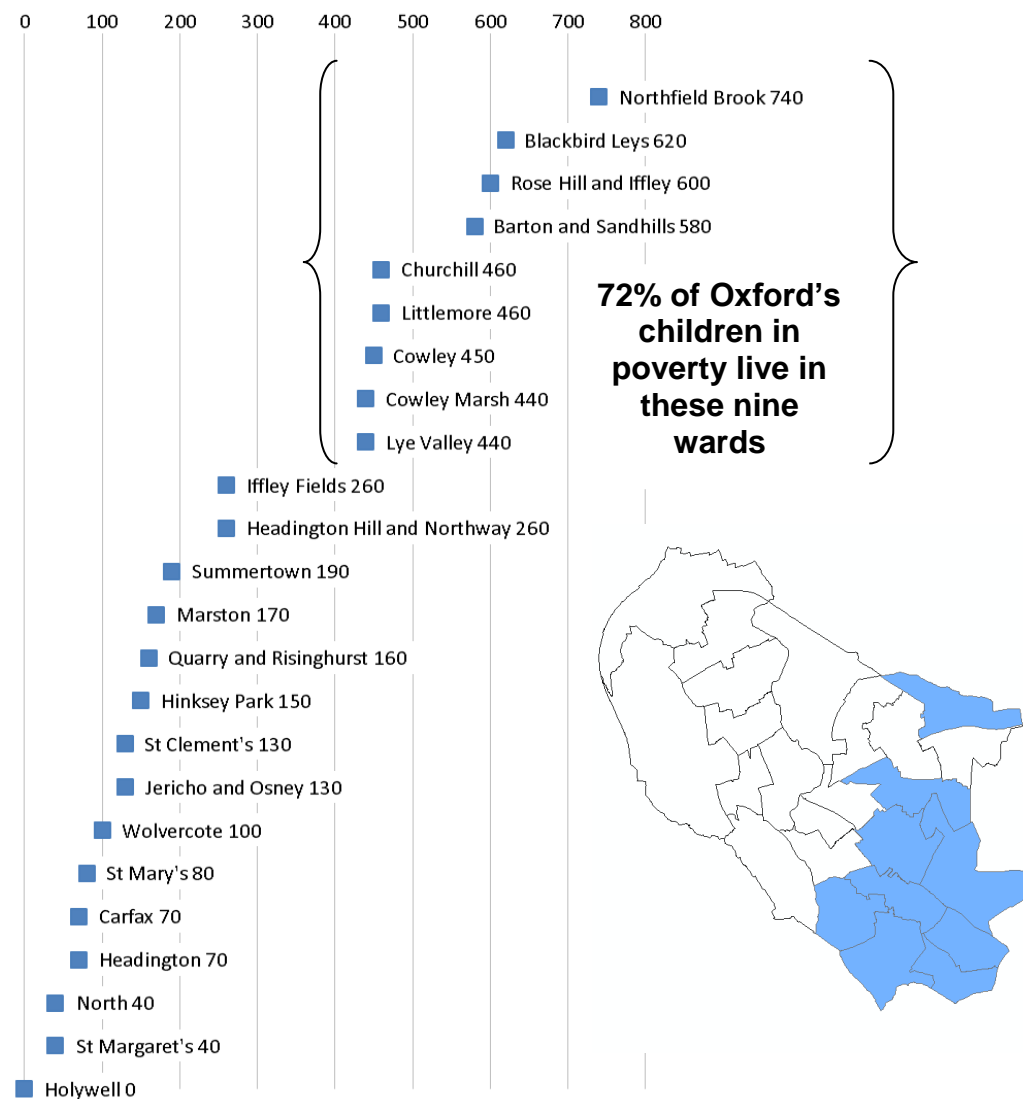 0 100 200 300 400 500 600 700 800
Northfield Brook 740
Blackbird Leys 620
Rose Hill and Iffley 600
Barton and Sandhills 580
Churchill 460
Littlemore 460
Cowley 450
Cowley Marsh 440
Lye Valley 440
72% of Oxford’s
children in
poverty live in
these nine
wards
Iffley Fields 260
Headington Hill and Northway 260
Summertown 190
Marston 170
Quarry and Risinghurst 160
Hinksey Park 150
St Clement's 130
Jericho and Osney 130
Wolvercote 100
St Mary's 80
Carfax 70
Headington 70
North 40
St Margaret's 40
Holywell 0